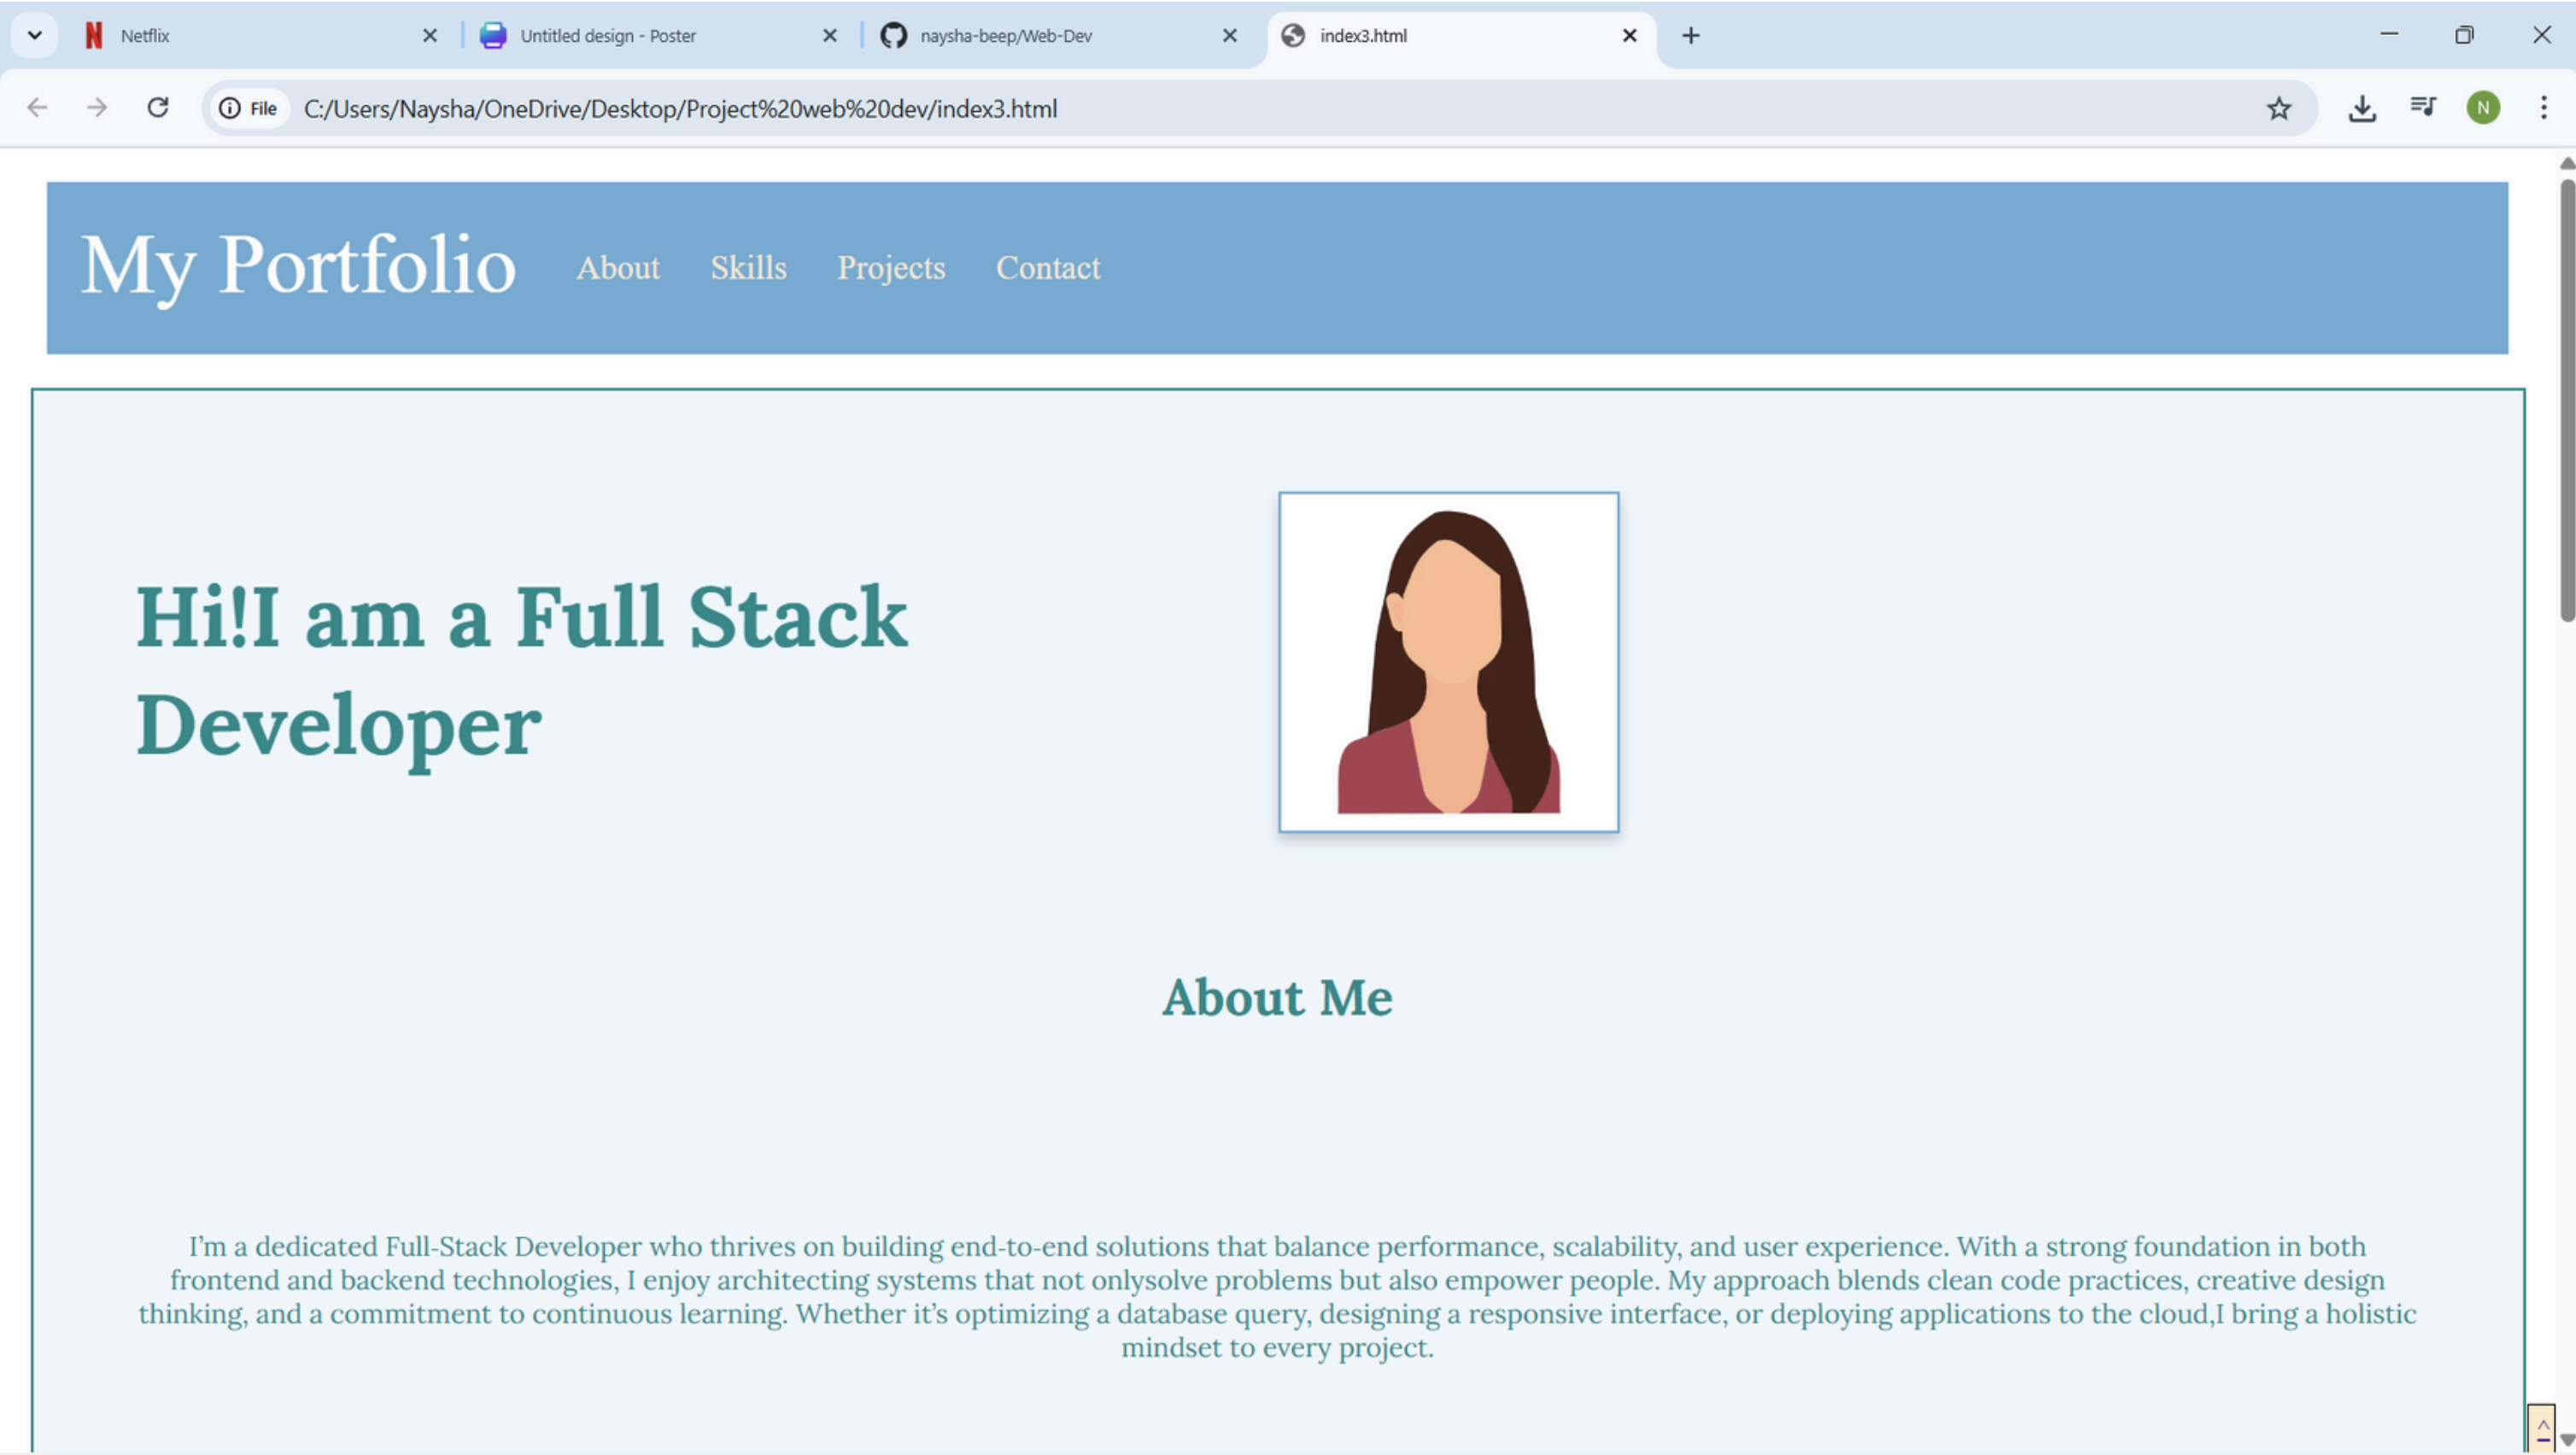 Netflix
Untitled design - Poster
naysha-beep/Web-Dev
index3.html
File
C:/Users/Naysha/OneDrive/Desktop/Project%20web%20dev/index3.html
N
My Portfolio
About
Skills
Projects
Contact
Hi!I am a Full Stack
Developer
About Me
I’m a dedicated Full-Stack Developer who thrives on building end-to-end solutions that balance performance, scalability, and user experience. With a strong foundation in both
frontend and backend technologies, I enjoy architecting systems that not onlysolve problems but also empower people. My approach blends clean code practices, creative design
thinking, and a commitment to continuous learning. Whether it’s optimizing a database query, designing a responsive interface, or deploying applications to the cloud,I bring a holistic
mindset to every project.